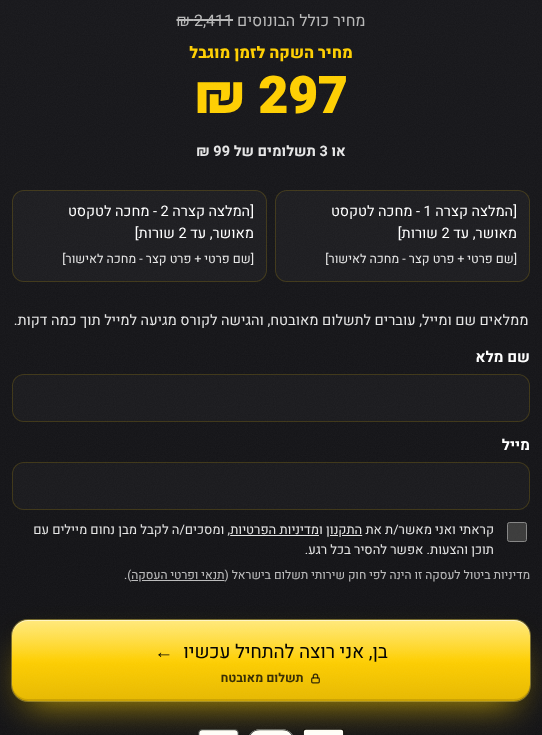 מחיר כולל הבונוסים 2,411 ₪
מחיר השקה לזמן מוגבל
297 ₪
או 3 תשלומים של 99 ₪
[המלצה קצרה 1 - מחכה לטקסט
מאושר, עד 2 שורות]
[שם פרטי + פרט קצר - מחכה לאישור]
[המלצה קצרה 2 - מחכה לטקסט
מאושר, עד 2 שורות]
[שם פרטי + פרט קצר - מחכה לאישור]
ממלאים שם ומייל, עוברים לתשלום מאובטח, והגישה לקורס מגיעה למייל תוך כמה דקות.
שם מלא
מייל
קראתי ואני מאשר/ת את התקנון ומדיניות הפרטיות, ומסכים/ה לקבל מבן נחום מיילים עם
תוכן והצעות. אפשר להסיר בכל רגע.
מדיניות ביטול לעסקה זו הינה לפי חוק שירותי תשלום בישראל (תנאי ופרטי העסקה).
בן, אני רוצה להתחיל עכשיו ←
תשלום מאובטח